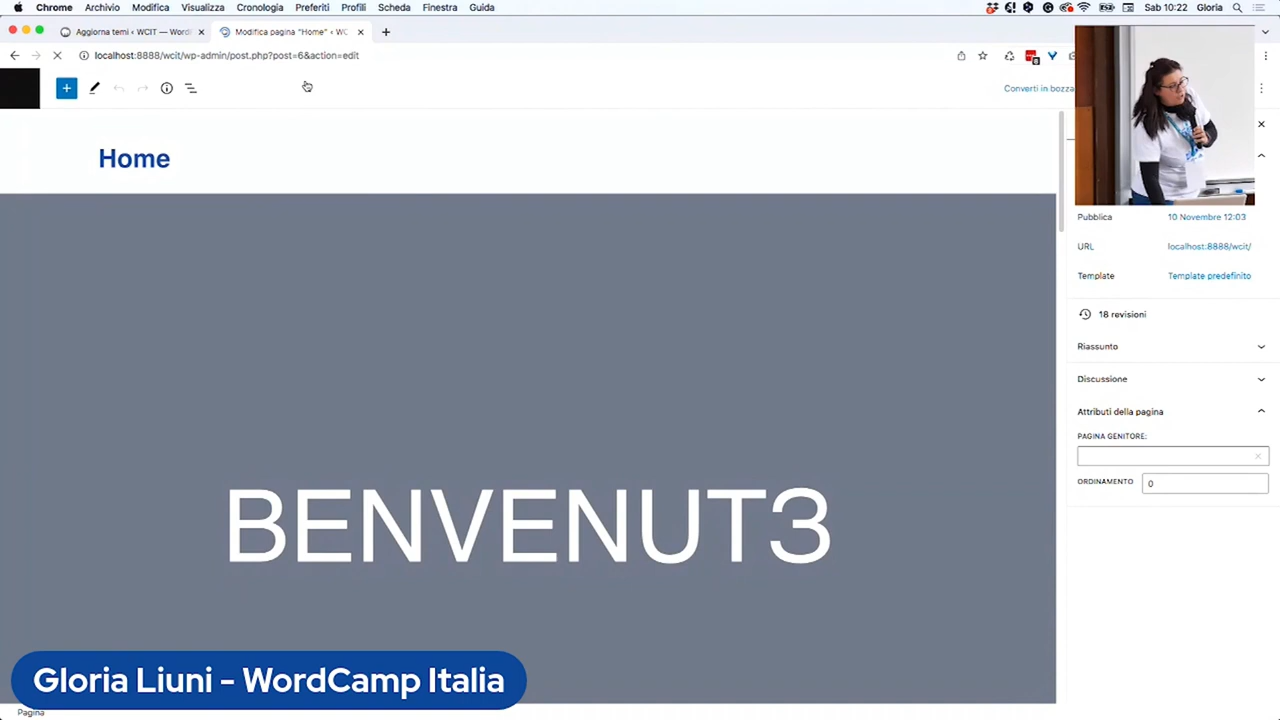 Chrome Archivio Modifica Visualizza Cronologia Preferiti Profili Scheda Finestra Guida Sab 10:22 Gloria
Aggiorna temi ‹ WCIT — Word
Modifica pagina "Home" ‹ WC
localhost:8888/wcit/wp-admin/post.php?post=6&action=edit
Converti in bozza
Home
BENVENUT3
Pubblica 10 Novembre 12:03
URL localhost:8888/wcit/
Template Template predefinito
18 revisioni
Riassunto
Discussione
Attributi della pagina
PAGINA GENITORE:
ORDINAMENTO 0
Gloria Liuni - WordCamp Italia
Pagina